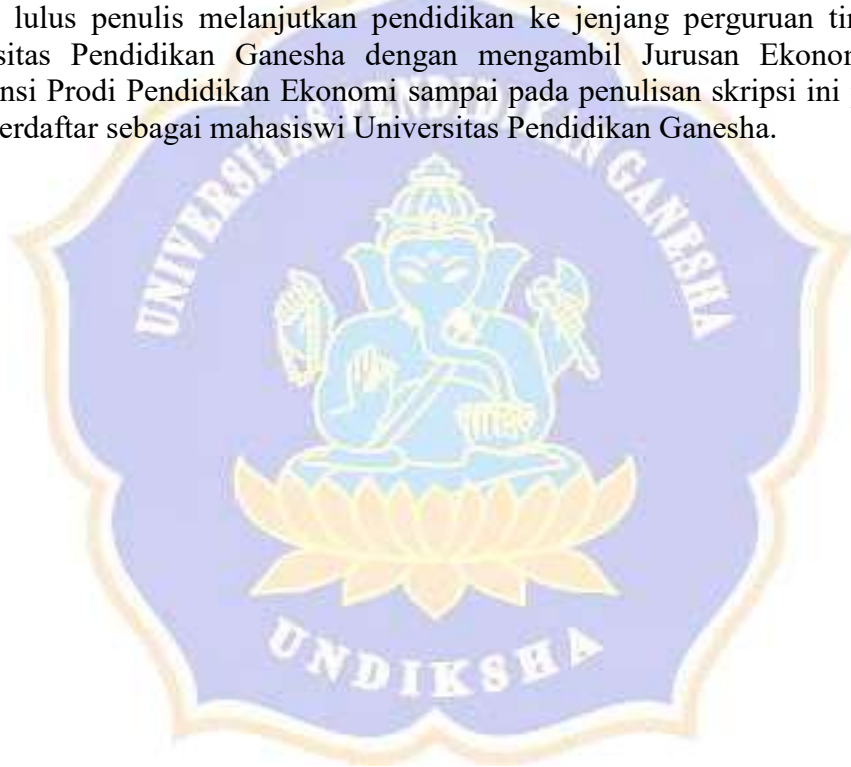 lulus penulis melanjutkan pendidikan ke jenjang perguruan
sitas Pendidikan Ganesha dengan mengambil Jurusan
nsi Prodi Pendidikan Ekonomi sampai pada penulisan skripsi ini
erdaftar sebagai mahasiswi Universitas Pendidikan Ganesha.
UNIVERSITAS PENDIDIKAN GANESHA
UNDIKSHA